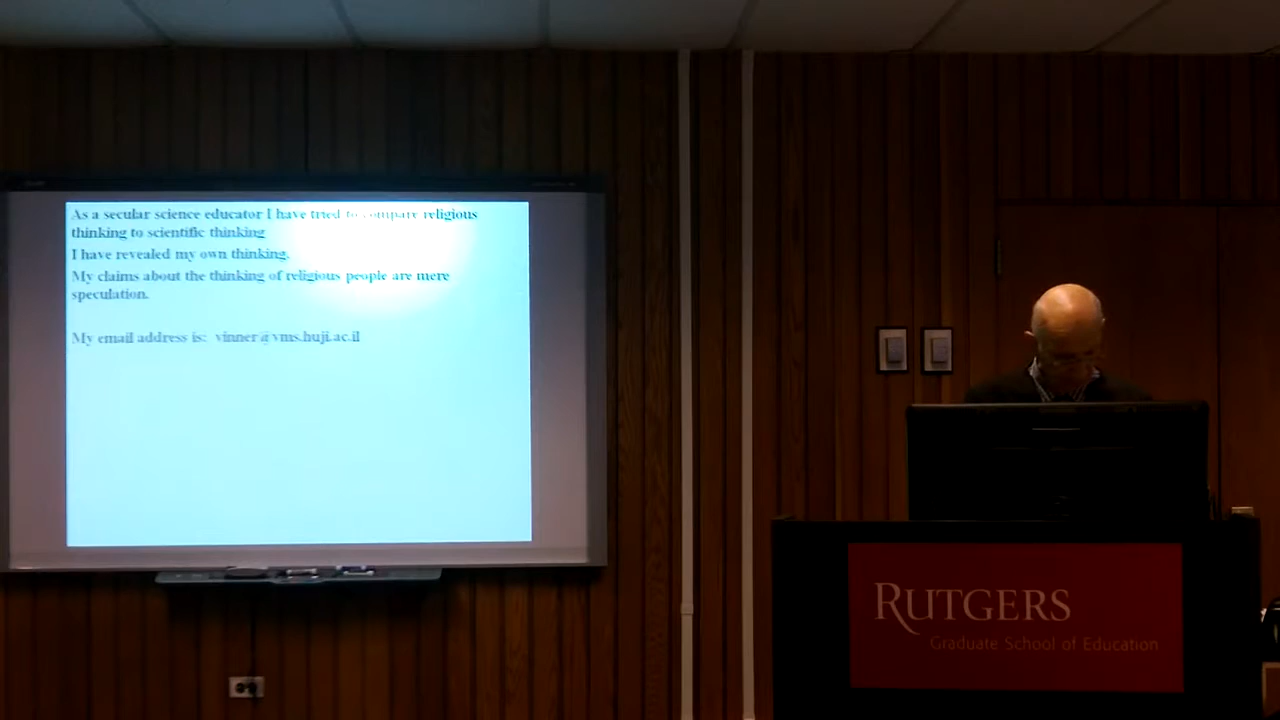 As a secular science educator I have tried to compare religious
thinking to scientific thinking
I have revealed my own thinking.
My claims about the thinking of religious people are mere
speculation.
My email address is: vinner@vms.huji.ac.il
RUTGERS
Graduate School of Education